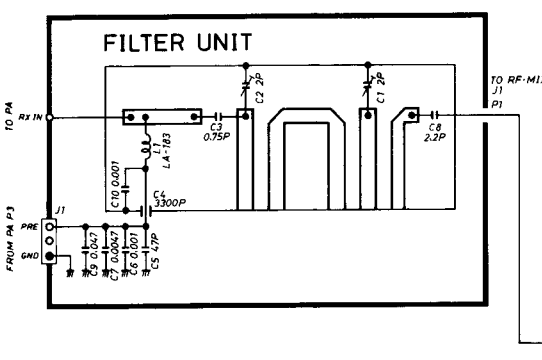 FILTER UNIT
TO RF·MI
J1
P1
C2 2P
C1 2P
TO PA
RX IN
C3
0.75P
C8
2.2P
L1
LA-183
C10 0.001
C4
3300P
J1
FROM PA P3
PRE
GND
C9 0.047
C7 0.0047
C6 0.001
C5 47P